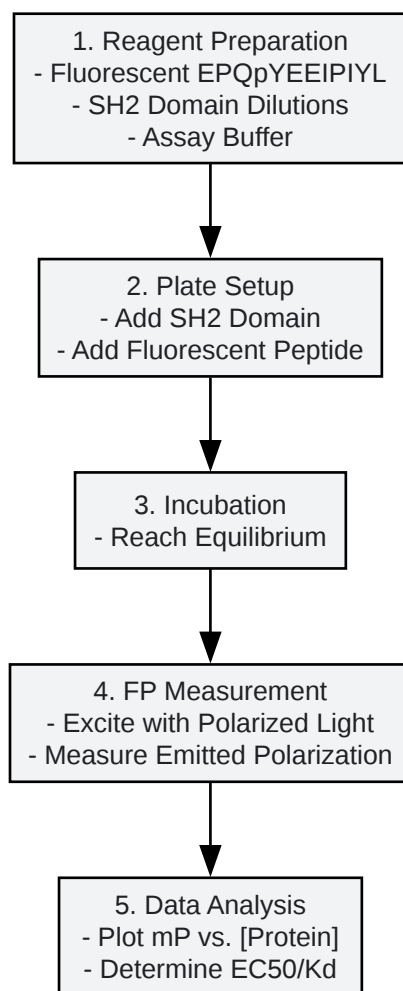 1. Reagent Preparation
- Fluorescent EPQpYEEIPIYL
- SH2 Domain Dilutions
- Assay Buffer
2. Plate Setup
- Add SH2 Domain
- Add Fluorescent Peptide
3. Incubation
- Reach Equilibrium
4. FP Measurement
- Excite with Polarized Light
- Measure Emitted Polarization
5. Data Analysis
- Plot mP vs. [Protein]
- Determine EC50/Kd